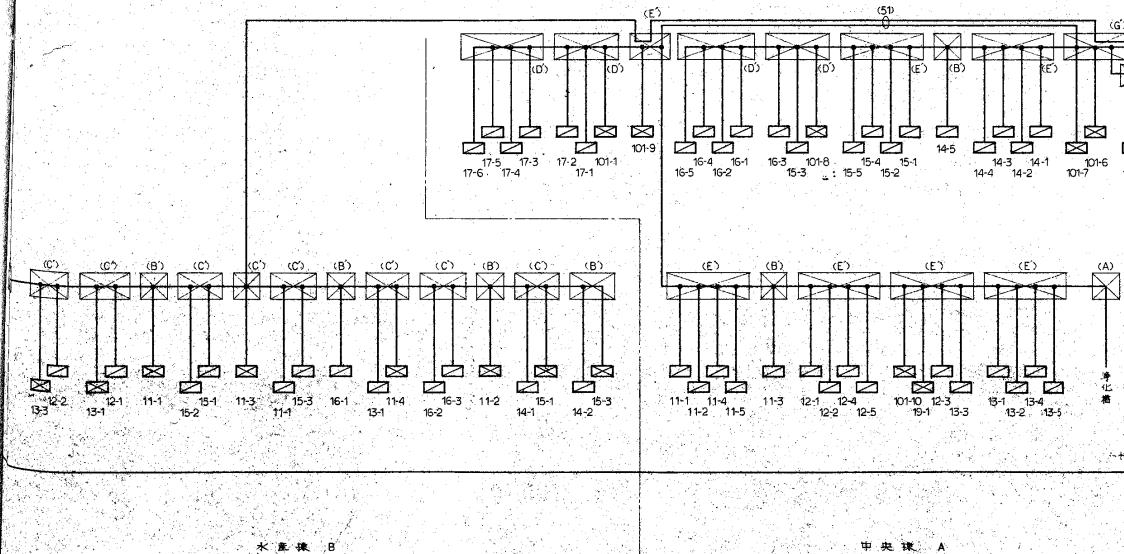 (E') (51) (G')
(D') (D') (D') (D') (E') (B') (E')
17-5 17-3 17-2 101-1 101-9 16-4 16-1 16-3 101-8 15-4 15-1 14-5 14-3 14-1 101-6
17-6 17-4 17-1 16-5 16-2 15-3 15-5 15-2 14-4 14-2 101-7
(C') (C') (B') (C') (C') (C') (B') (C') (C') (B') (C') (B') (E') (B') (E') (E') (E') (A)
12-2 12-1 11-1 15-1 11-3 15-3 16-1 11-4 16-3 11-2 15-1 15-3 11-1 11-4 11-3 12-1 12-4 101-10 12-3 13-1 13-4 浄化槽
13-3 13-1 15-2 11-1 13-1 16-2 14-1 14-2 11-2 11-5 12-2 12-5 19-1 13-3 13-2 13-5
水産棟 B 中央棟 A